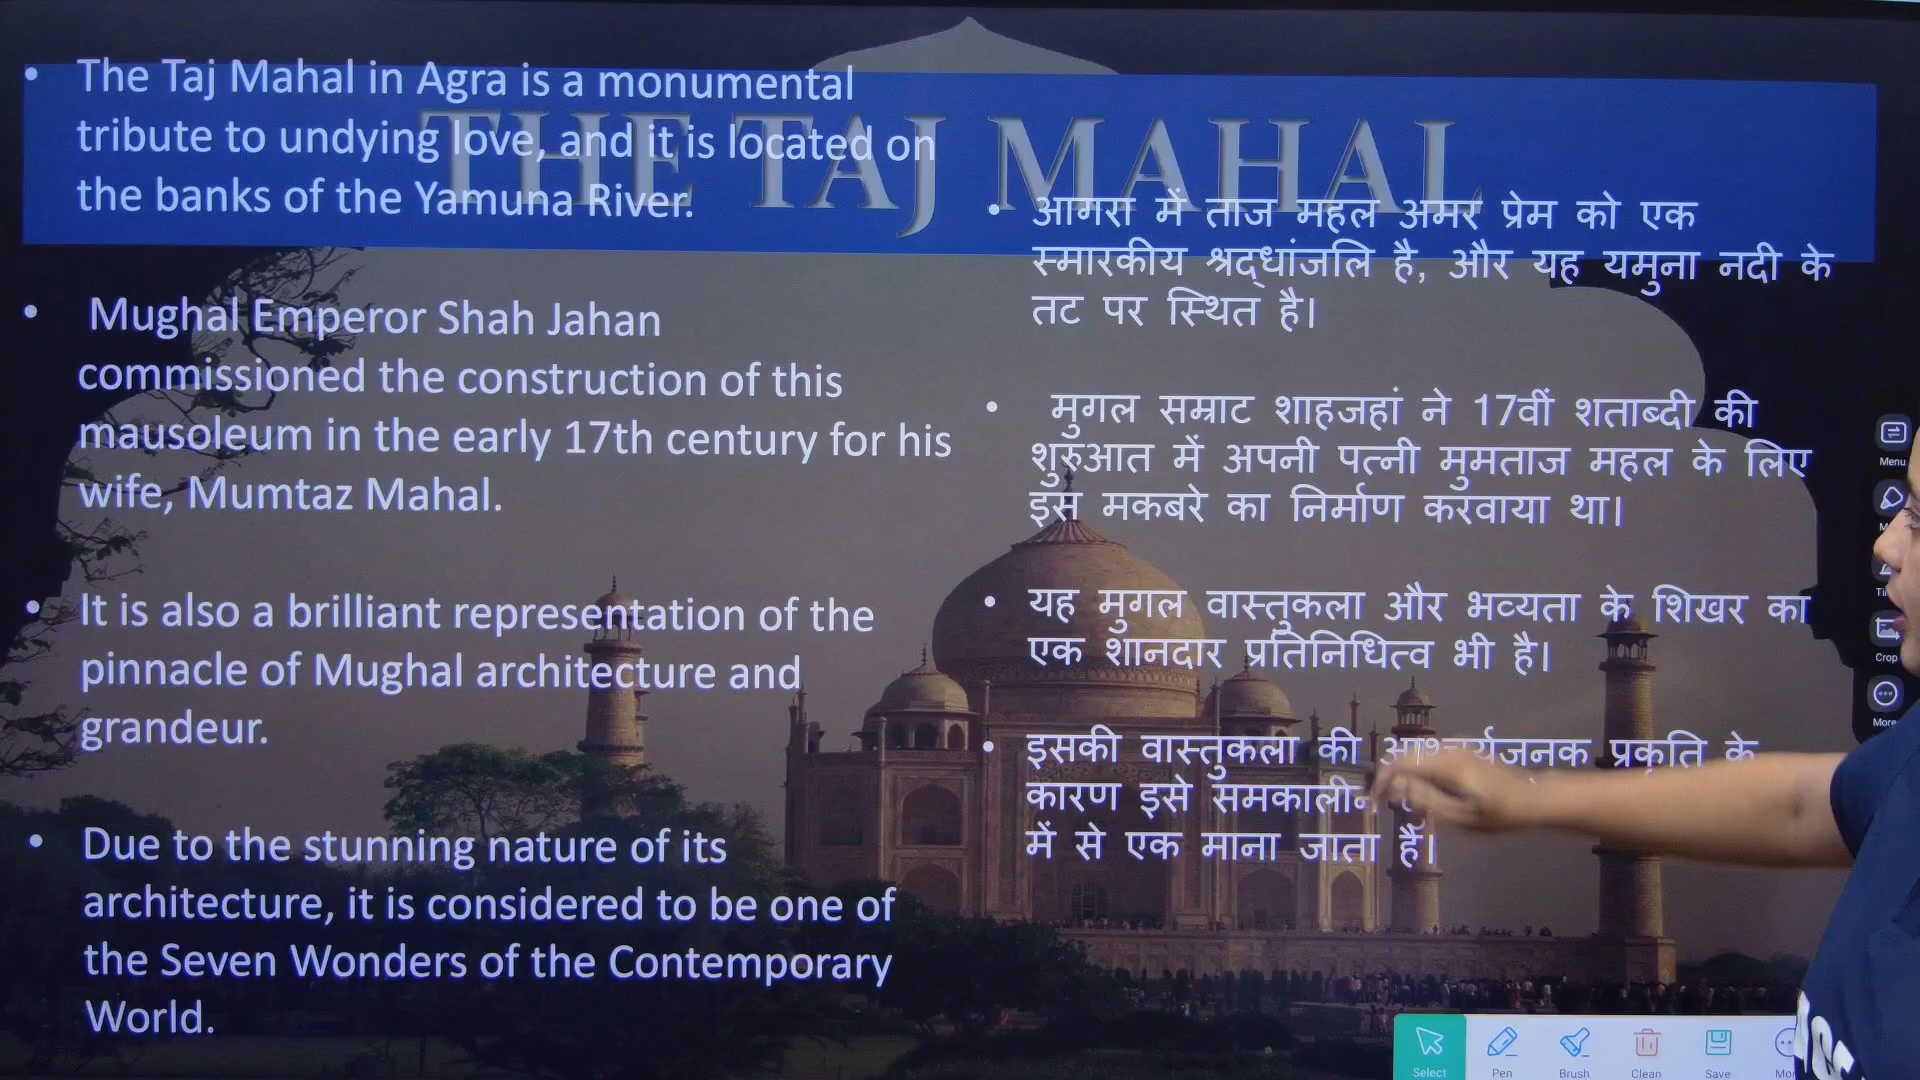 THE TAJ MAHAL
• The Taj Mahal in Agra is a monumental
tribute to undying love, and it is located on
the banks of the Yamuna River.
• Mughal Emperor Shah Jahan
commissioned the construction of this
mausoleum in the early 17th century for his
wife, Mumtaz Mahal.
• It is also a brilliant representation of the
pinnacle of Mughal architecture and
grandeur.
• Due to the stunning nature of its
architecture, it is considered to be one of
the Seven Wonders of the Contemporary
World.
• आगरा में ताज महल अमर प्रेम को एक
स्मारकीय श्रद्धांजलि है, और यह यमुना नदी के
तट पर स्थित है।
• मुगल सम्राट शाहजहां ने 17वीं शताब्दी की
शुरुआत में अपनी पत्नी मुमताज महल के लिए
इस मकबरे का निर्माण करवाया था।
• यह मुगल वास्तुकला और भव्यता के शिखर का
एक शानदार प्रतिनिधित्व भी है।
• इसकी वास्तुकला की आश्चर्यजनक प्रकृति के
कारण इसे समकालीन
में से एक माना जाता है।
Menu
Crop
More
Select
Pen
Brush
Clean
Save